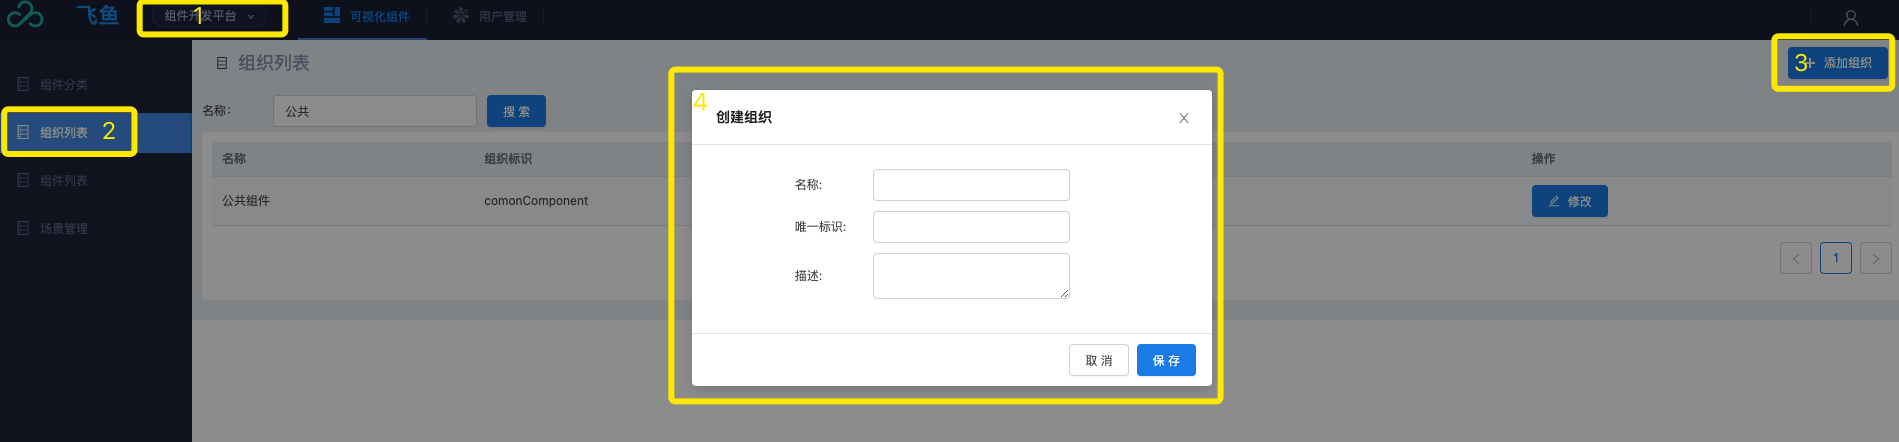 飞鱼
组件开发平台
1
可视化组件
用户管理
组件分类
组织列表
2
组件列表
场景管理
组织列表
3
添加组织
名称:
公共
搜 索
名称
组织标识
操作
公共组件
comonComponent
修改
1
4
创建组织
名称:
唯一标识:
描述:
取 消
保 存